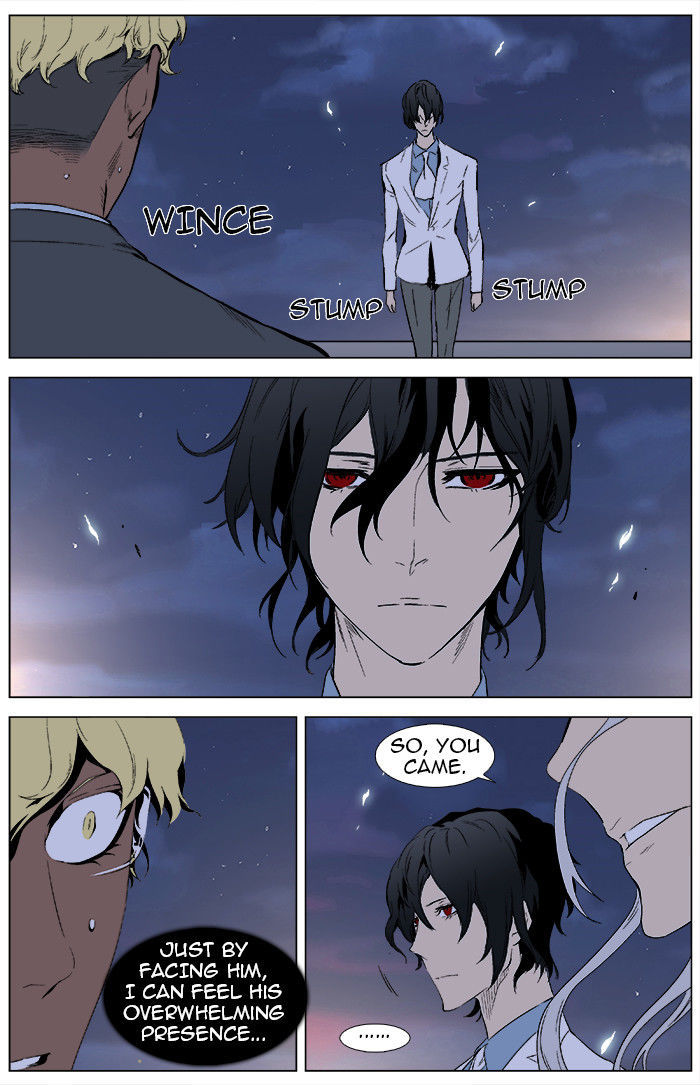 WINCE
STUMP
STUMP
SO, YOU
CAME.
JUST BY
FACING HIM,
I CAN FEEL HIS
OVERWHELMING
PRESENCE...
......